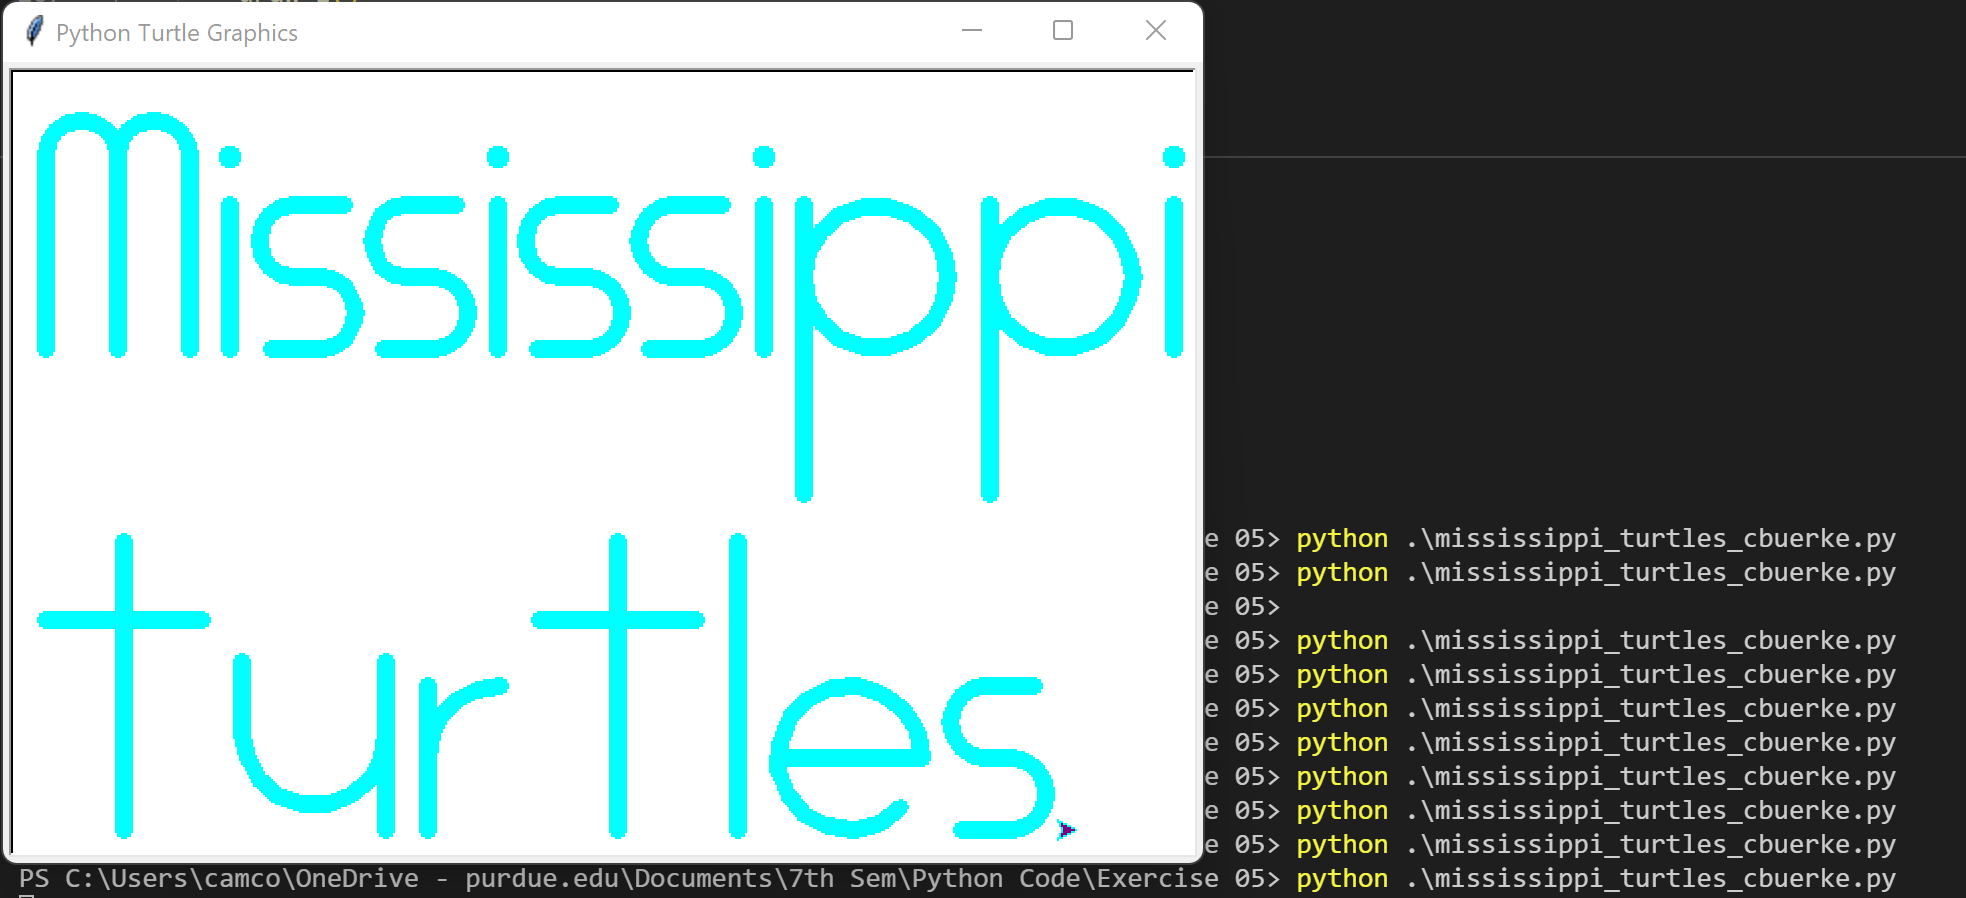 Python Turtle Graphics
Mississippi
turtles
e 05> python .\mississippi_turtles_cbuerke.py
e 05> python .\mississippi_turtles_cbuerke.py
e 05>
e 05> python .\mississippi_turtles_cbuerke.py
e 05> python .\mississippi_turtles_cbuerke.py
e 05> python .\mississippi_turtles_cbuerke.py
e 05> python .\mississippi_turtles_cbuerke.py
e 05> python .\mississippi_turtles_cbuerke.py
e 05> python .\mississippi_turtles_cbuerke.py
e 05> python .\mississippi_turtles_cbuerke.py
PS C:\Users\camco\OneDrive - purdue.edu\Documents\7th Sem\Python Code\Exercise 05> python .\mississippi_turtles_cbuerke.py